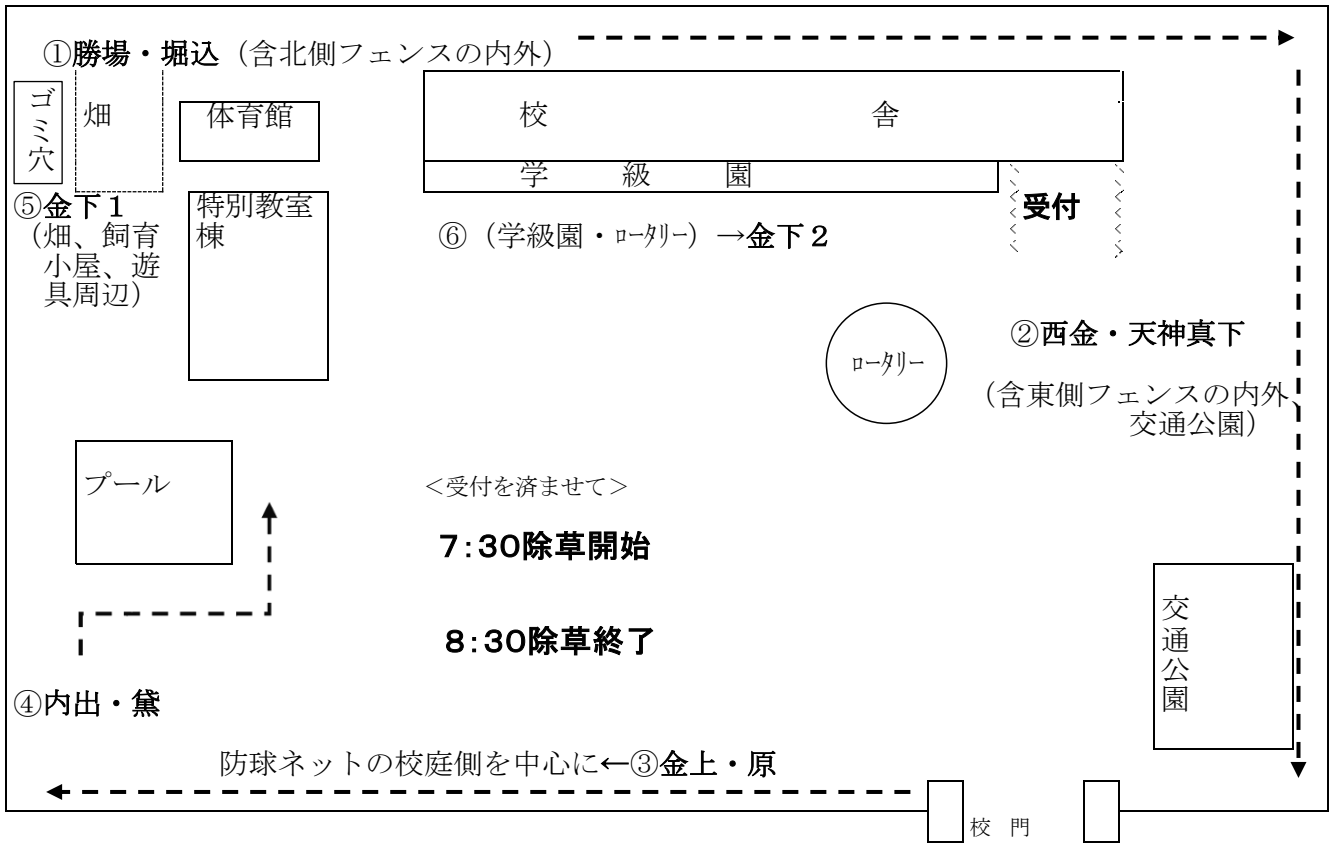 ①勝場・堀込（含北側フェンスの内外）
ゴミ穴
畑
体育館
校舎
学級園
⑤金下１
（畑、飼育
小屋、遊
具周辺）
特別教室
棟
受付
⑥（学級園・ﾛｰﾀﾘｰ）→金下２
ﾛｰﾀﾘｰ
②西金・天神真下
（含東側フェンスの内外、
交通公園）
プール
＜受付を済ませて＞
７：３０除草開始
８：３０除草終了
交通公園
④内出・黛
防球ネットの校庭側を中心に←③金上・原
校門